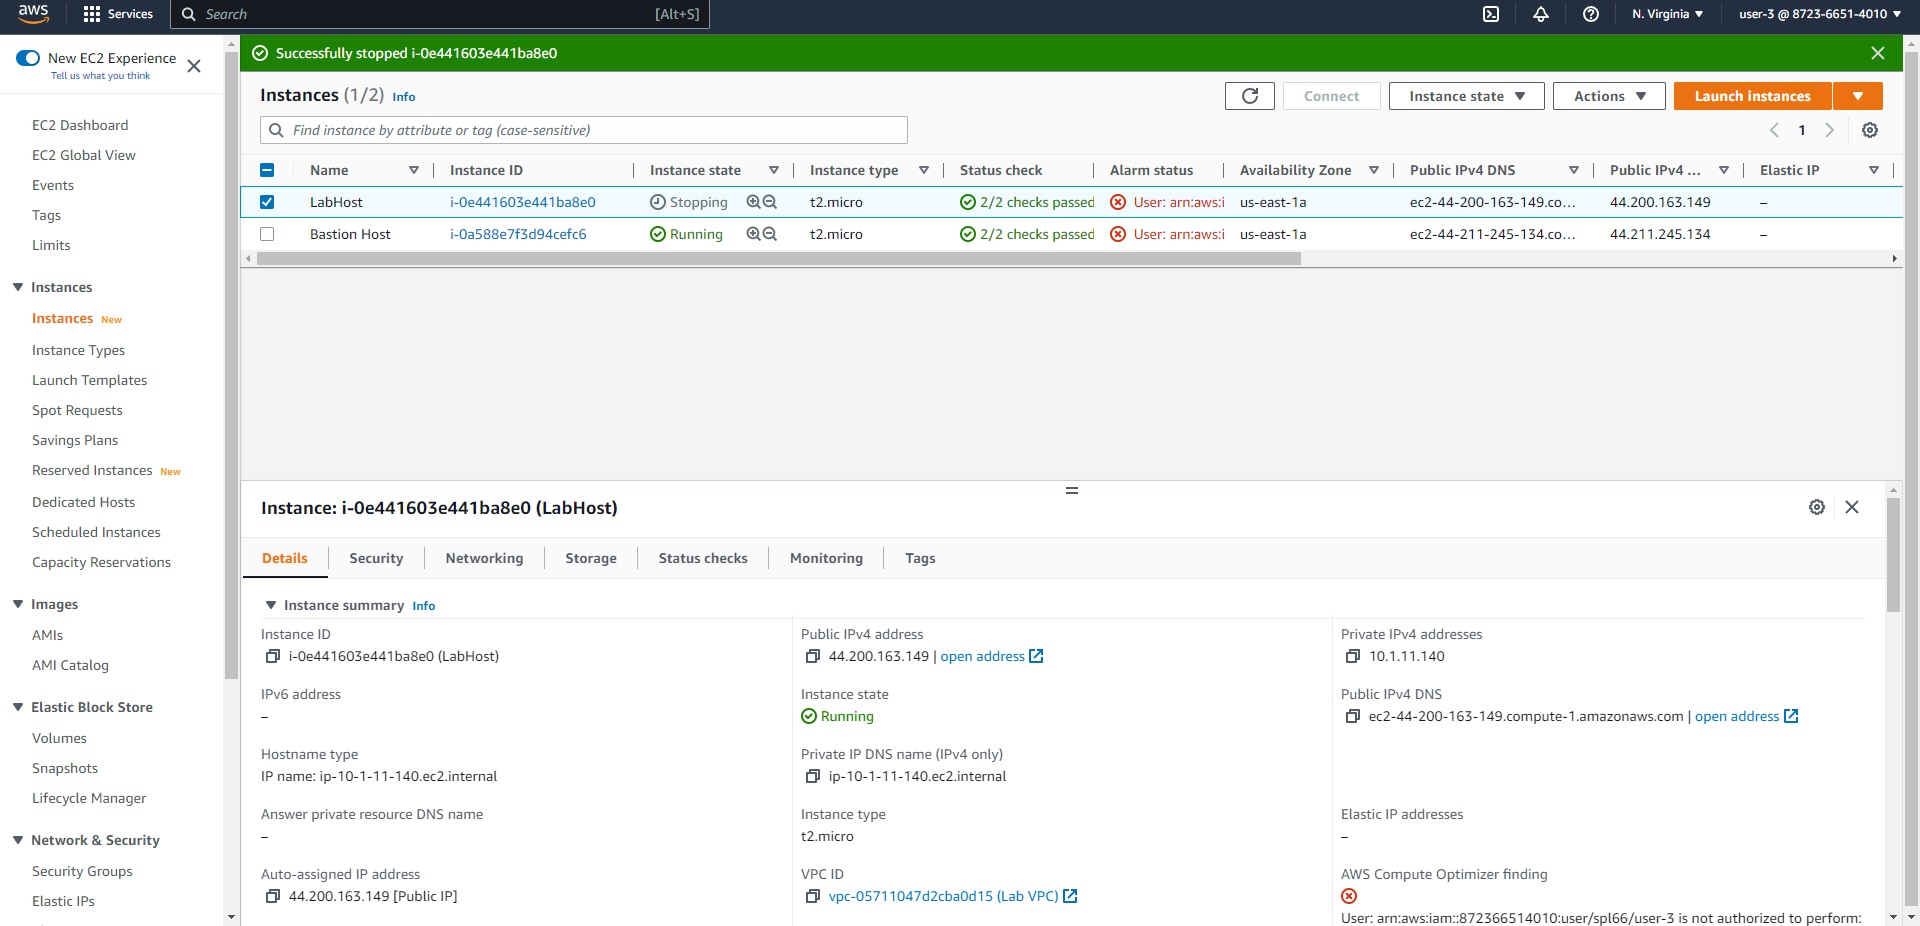 aws
Services
Search
[Alt+S]
N. Virginia
user-3 @ 8723-6651-4010
New EC2 Experience
Tell us what you think
EC2 Dashboard
EC2 Global View
Events
Tags
Limits
Instances
Instances New
Instance Types
Launch Templates
Spot Requests
Savings Plans
Reserved Instances New
Dedicated Hosts
Scheduled Instances
Capacity Reservations
Images
AMIs
AMI Catalog
Elastic Block Store
Volumes
Snapshots
Lifecycle Manager
Network & Security
Security Groups
Elastic IPs
Successfully stopped i-0e441603e441ba8e0
Instances (1/2) Info
Connect
Instance state
Actions
Launch instances
Find instance by attribute or tag (case-sensitive)
1
Name Instance ID Instance state Instance type Status check Alarm status Availability Zone Public IPv4 DNS Public IPv4 ... Elastic IP
LabHost i-0e441603e441ba8e0 Stopping t2.micro 2/2 checks passed User: arn:aws:i us-east-1a ec2-44-200-163-149.co... 44.200.163.149 –
Bastion Host i-0a588e7f3d94cefc6 Running t2.micro 2/2 checks passed User: arn:aws:i us-east-1a ec2-44-211-245-134.co... 44.211.245.134 –
Instance: i-0e441603e441ba8e0 (LabHost)
Details Security Networking Storage Status checks Monitoring Tags
Instance summary Info
Instance ID
i-0e441603e441ba8e0 (LabHost)
Public IPv4 address
44.200.163.149 | open address
Private IPv4 addresses
10.1.11.140
IPv6 address
–
Instance state
Running
Public IPv4 DNS
ec2-44-200-163-149.compute-1.amazonaws.com | open address
Hostname type
IP name: ip-10-1-11-140.ec2.internal
Private IP DNS name (IPv4 only)
ip-10-1-11-140.ec2.internal
Answer private resource DNS name
–
Instance type
t2.micro
Elastic IP addresses
–
Auto-assigned IP address
44.200.163.149 [Public IP]
VPC ID
vpc-05711047d2cba0d15 (Lab VPC)
AWS Compute Optimizer finding
User: arn:aws:iam::872366514010:user/spl66/user-3 is not authorized to perform: